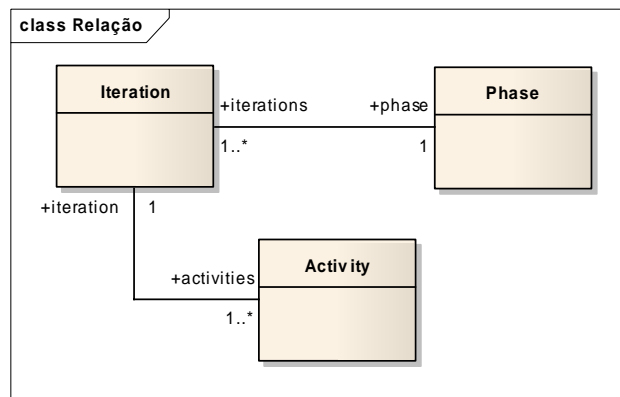 class Relação
Iteration
Phase
+iterations
+phase
1..*
1
+iteration
1
Activity
+activities
1..*